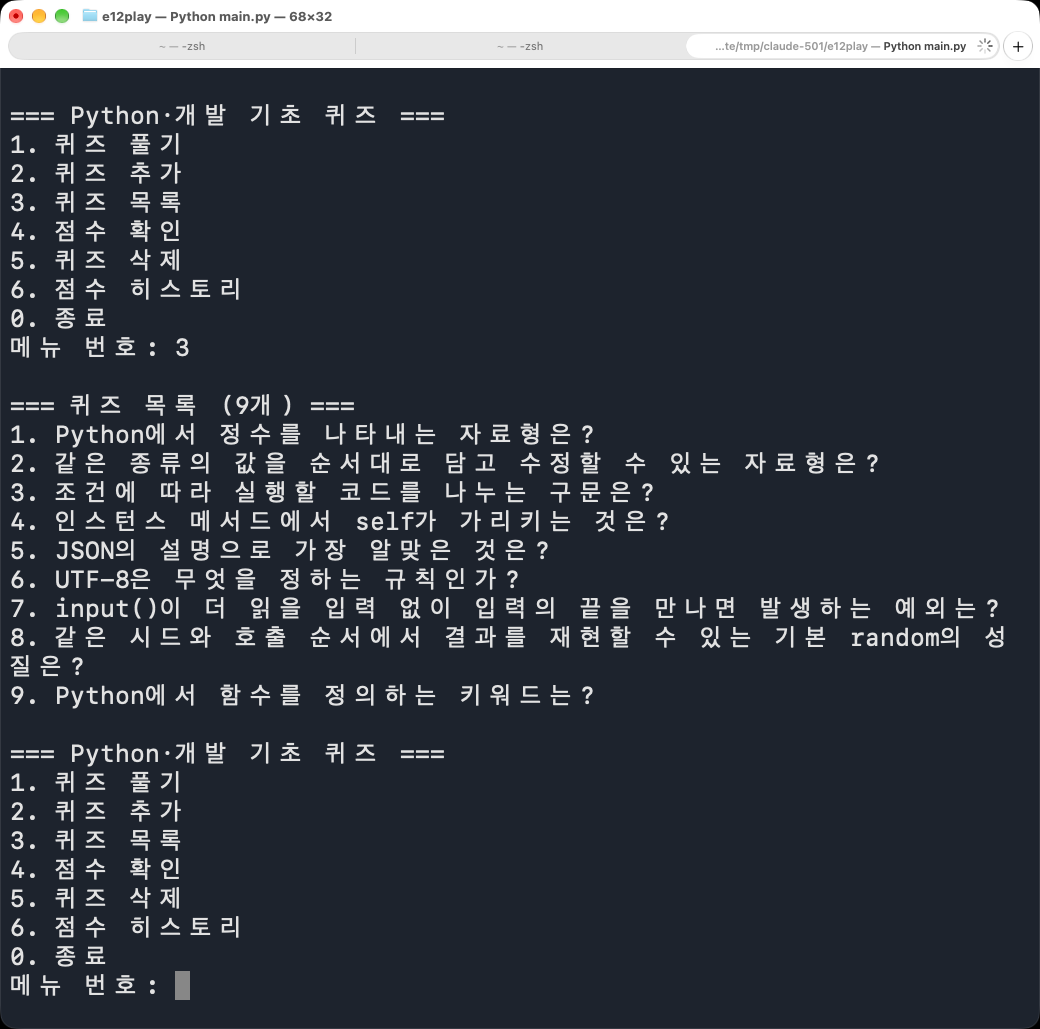 e12play — Python main.py — 68×32
~ — -zsh
~ — -zsh
...te/tmp/claude-501/e12play — Python main.py
+
=== Python·개발 기초 퀴즈 ===
1. 퀴즈 풀기
2. 퀴즈 추가
3. 퀴즈 목록
4. 점수 확인
5. 퀴즈 삭제
6. 점수 히스토리
0. 종료
메뉴 번호: 3
=== 퀴즈 목록 (9개) ===
1. Python에서 정수를 나타내는 자료형은?
2. 같은 종류의 값을 순서대로 담고 수정할 수 있는 자료형은?
3. 조건에 따라 실행할 코드를 나누는 구문은?
4. 인스턴스 메서드에서 self가 가리키는 것은?
5. JSON의 설명으로 가장 알맞은 것은?
6. UTF-8은 무엇을 정하는 규칙인가?
7. input()이 더 읽을 입력 없이 입력의 끝을 만나면 발생하는 예외는?
8. 같은 시드와 호출 순서에서 결과를 재현할 수 있는 기본 random의 성
질은?
9. Python에서 함수를 정의하는 키워드는?
=== Python·개발 기초 퀴즈 ===
1. 퀴즈 풀기
2. 퀴즈 추가
3. 퀴즈 목록
4. 점수 확인
5. 퀴즈 삭제
6. 점수 히스토리
0. 종료
메뉴 번호: